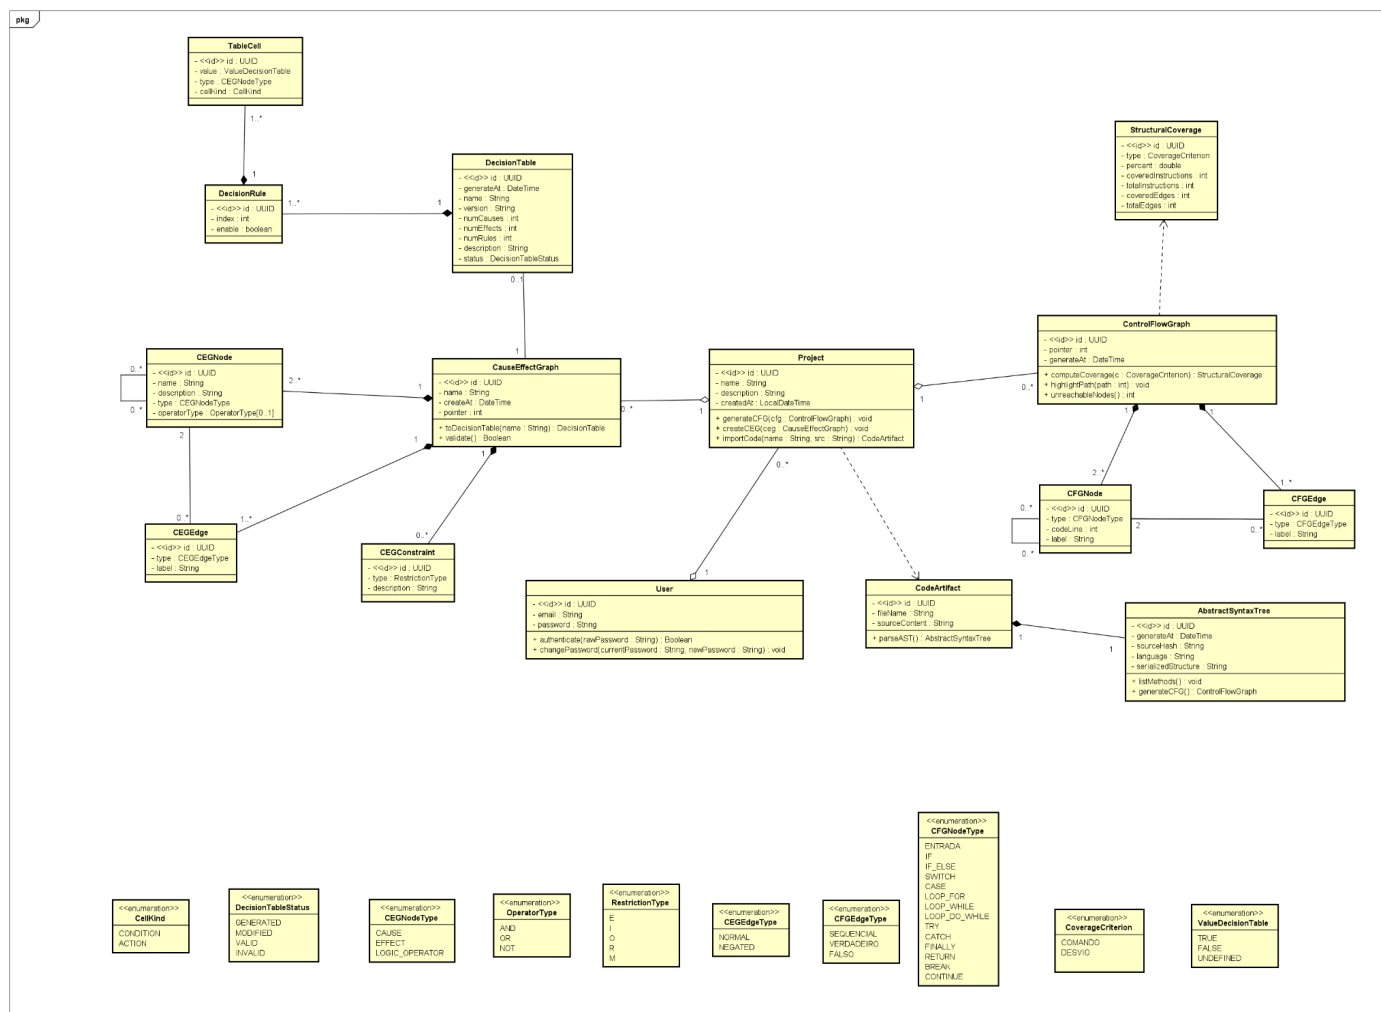 pkg
TableCell
- <<id>> id : UUID
- value : ValueDecisionTable
- type : CEGNodeType
- cellKind : CellKind
1..*
1
DecisionRule
- <<id>> id : UUID
- index : int
- enable : boolean
1..*
1
DecisionTable
- <<id>> id : UUID
- generateAt : DateTime
- name : String
- version : String
- numCauses : int
- numEffects : int
- numRules : int
- description : String
- status : DecisionTableStatus
0..1
1
StructuralCoverage
- <<id>> id : UUID
- type : CoverageCriterion
- percent : double
- coveredInstructions : int
- totalInstructions : int
- coveredEdges : int
- totalEdges : int
CEGNode
- <<id>> id : UUID
- name : String
- description : String
- type : CEGNodeType
- operatorType : OperatorType[0..1]
0..*
0..*
2..*
1
2
0..*
CauseEffectGraph
- <<id>> id : UUID
- name : String
- createAt : DateTime
- pointer : int
+ toDecisionTable(name : String) : DecisionTable
+ validate() : Boolean
0..*
1
1
1..*
1
0..*
Project
- <<id>> id : UUID
- name : String
- description : String
- createdAt : LocalDateTime
+ generateCFG(cfg : ControlFlowGraph) : void
+ createCEG(ceg : CauseEffectGraph) : void
+ importCode(name : String, src : String) : CodeArtifact
1
0..*
0..*
1
ControlFlowGraph
- <<id>> id : UUID
- pointer : int
- generateAt : DateTime
+ computeCoverage(c : CoverageCriterion) : StructuralCoverage
+ highlightPath(path : int) : void
+ unreachableNodes() : int
1
1
2..*
1..*
CFGNode
- <<id>> id : UUID
- type : CFGNodeType
- codeLine : int
- label : String
0..*
0..*
2
0..*
CFGEdge
- <<id>> id : UUID
- type : CFGEdgeType
- label : String
CEGEdge
- <<id>> id : UUID
- type : CEGEdgeType
- label : String
CEGConstraint
- <<id>> id : UUID
- type : RestrictionType
- description : String
User
- <<id>> id : UUID
- email : String
- password : String
+ authenticate(rawPassword : String) : Boolean
+ changePassword(currentPassword : String, newPassword : String) : void
CodeArtifact
- <<id>> id : UUID
- fileName : String
- sourceContent : String
+ parseAST() : AbstractSyntaxTree
1
1
AbstractSyntaxTree
- <<id>> id : UUID
- generateAt : DateTime
- sourceHash : String
- language : String
- serializedStructure : String
+ listMethods() : void
+ generateCFG() : ControlFlowGraph
<<enumeration>>
CellKind
CONDITION
ACTION
<<enumeration>>
DecisionTableStatus
GENERATED
MODIFIED
VALID
INVALID
<<enumeration>>
CEGNodeType
CAUSE
EFFECT
LOGIC_OPERATOR
<<enumeration>>
OperatorType
AND
OR
NOT
<<enumeration>>
RestrictionType
E
I
O
R
M
<<enumeration>>
CEGEdgeType
NORMAL
NEGATED
<<enumeration>>
CFGEdgeType
SEQUENCIAL
VERDADEIRO
FALSO
<<enumeration>>
CFGNodeType
ENTRADA
IF
IF_ELSE
SWITCH
CASE
LOOP_FOR
LOOP_WHILE
LOOP_DO_WHILE
TRY
CATCH
FINALLY
RETURN
BREAK
CONTINUE
<<enumeration>>
CoverageCriterion
COMANDO
DESVIO
<<enumeration>>
ValueDecisionTable
TRUE
FALSE
UNDEFINED